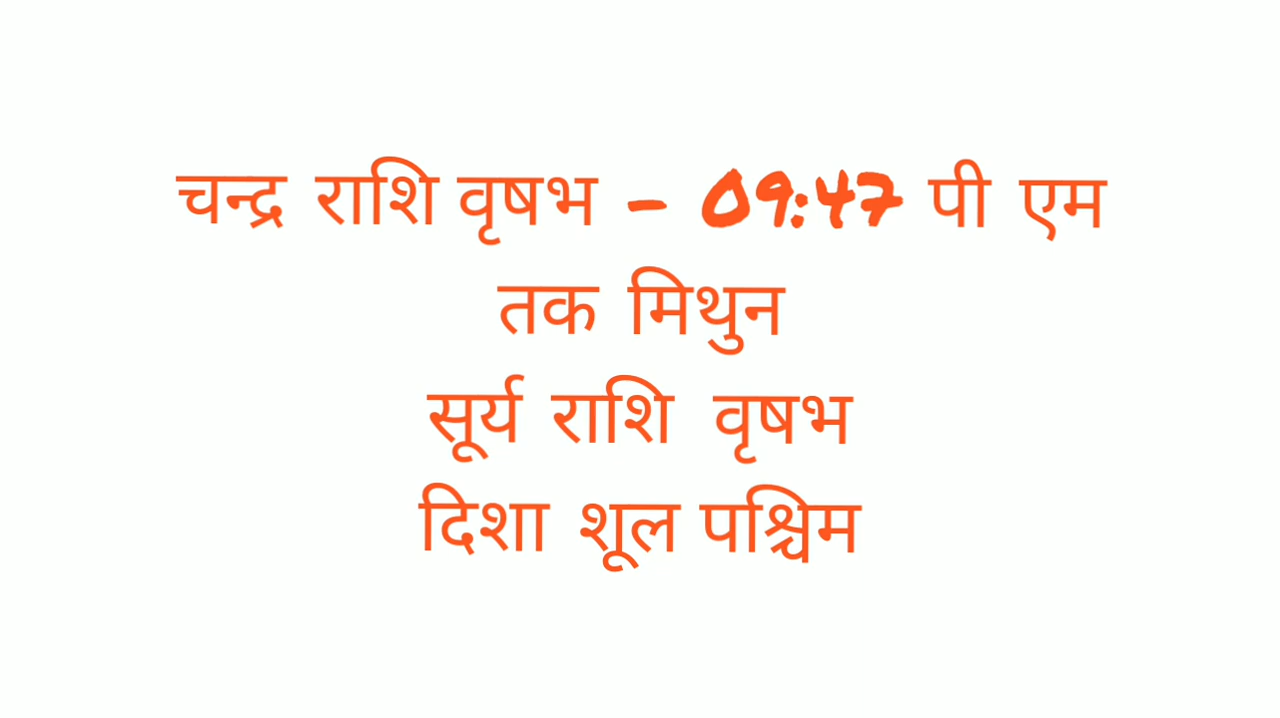 चन्द्र राशि वृषभ - 09:47 पी एम
तक मिथुन
सूर्य राशि वृषभ
दिशा शूल पश्चिम